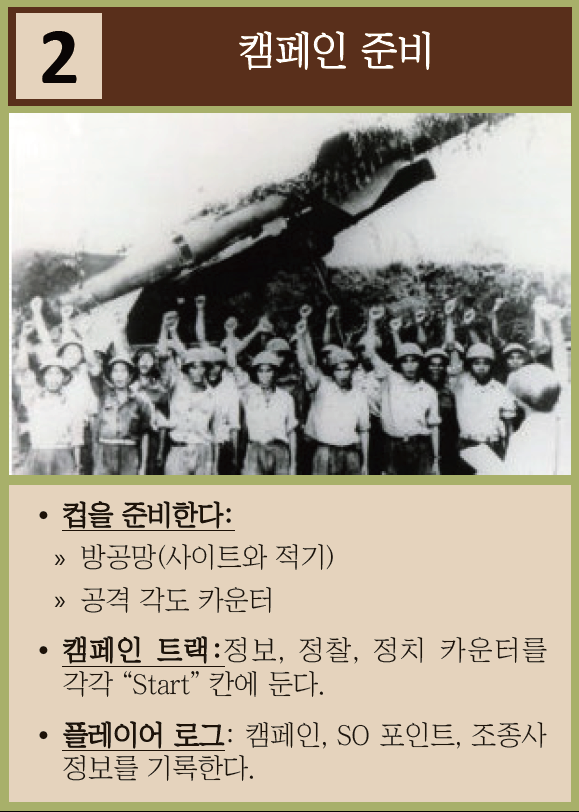 2
캠페인 준비
• 컵을 준비한다:
» 방공망(사이트와 적기)
» 공격 각도 카운터
• 캠페인 트랙:정보, 정찰, 정치 카운터를
각각 “Start” 칸에 둔다.
• 플레이어 로그: 캠페인, SO 포인트, 조종사
정보를 기록한다.